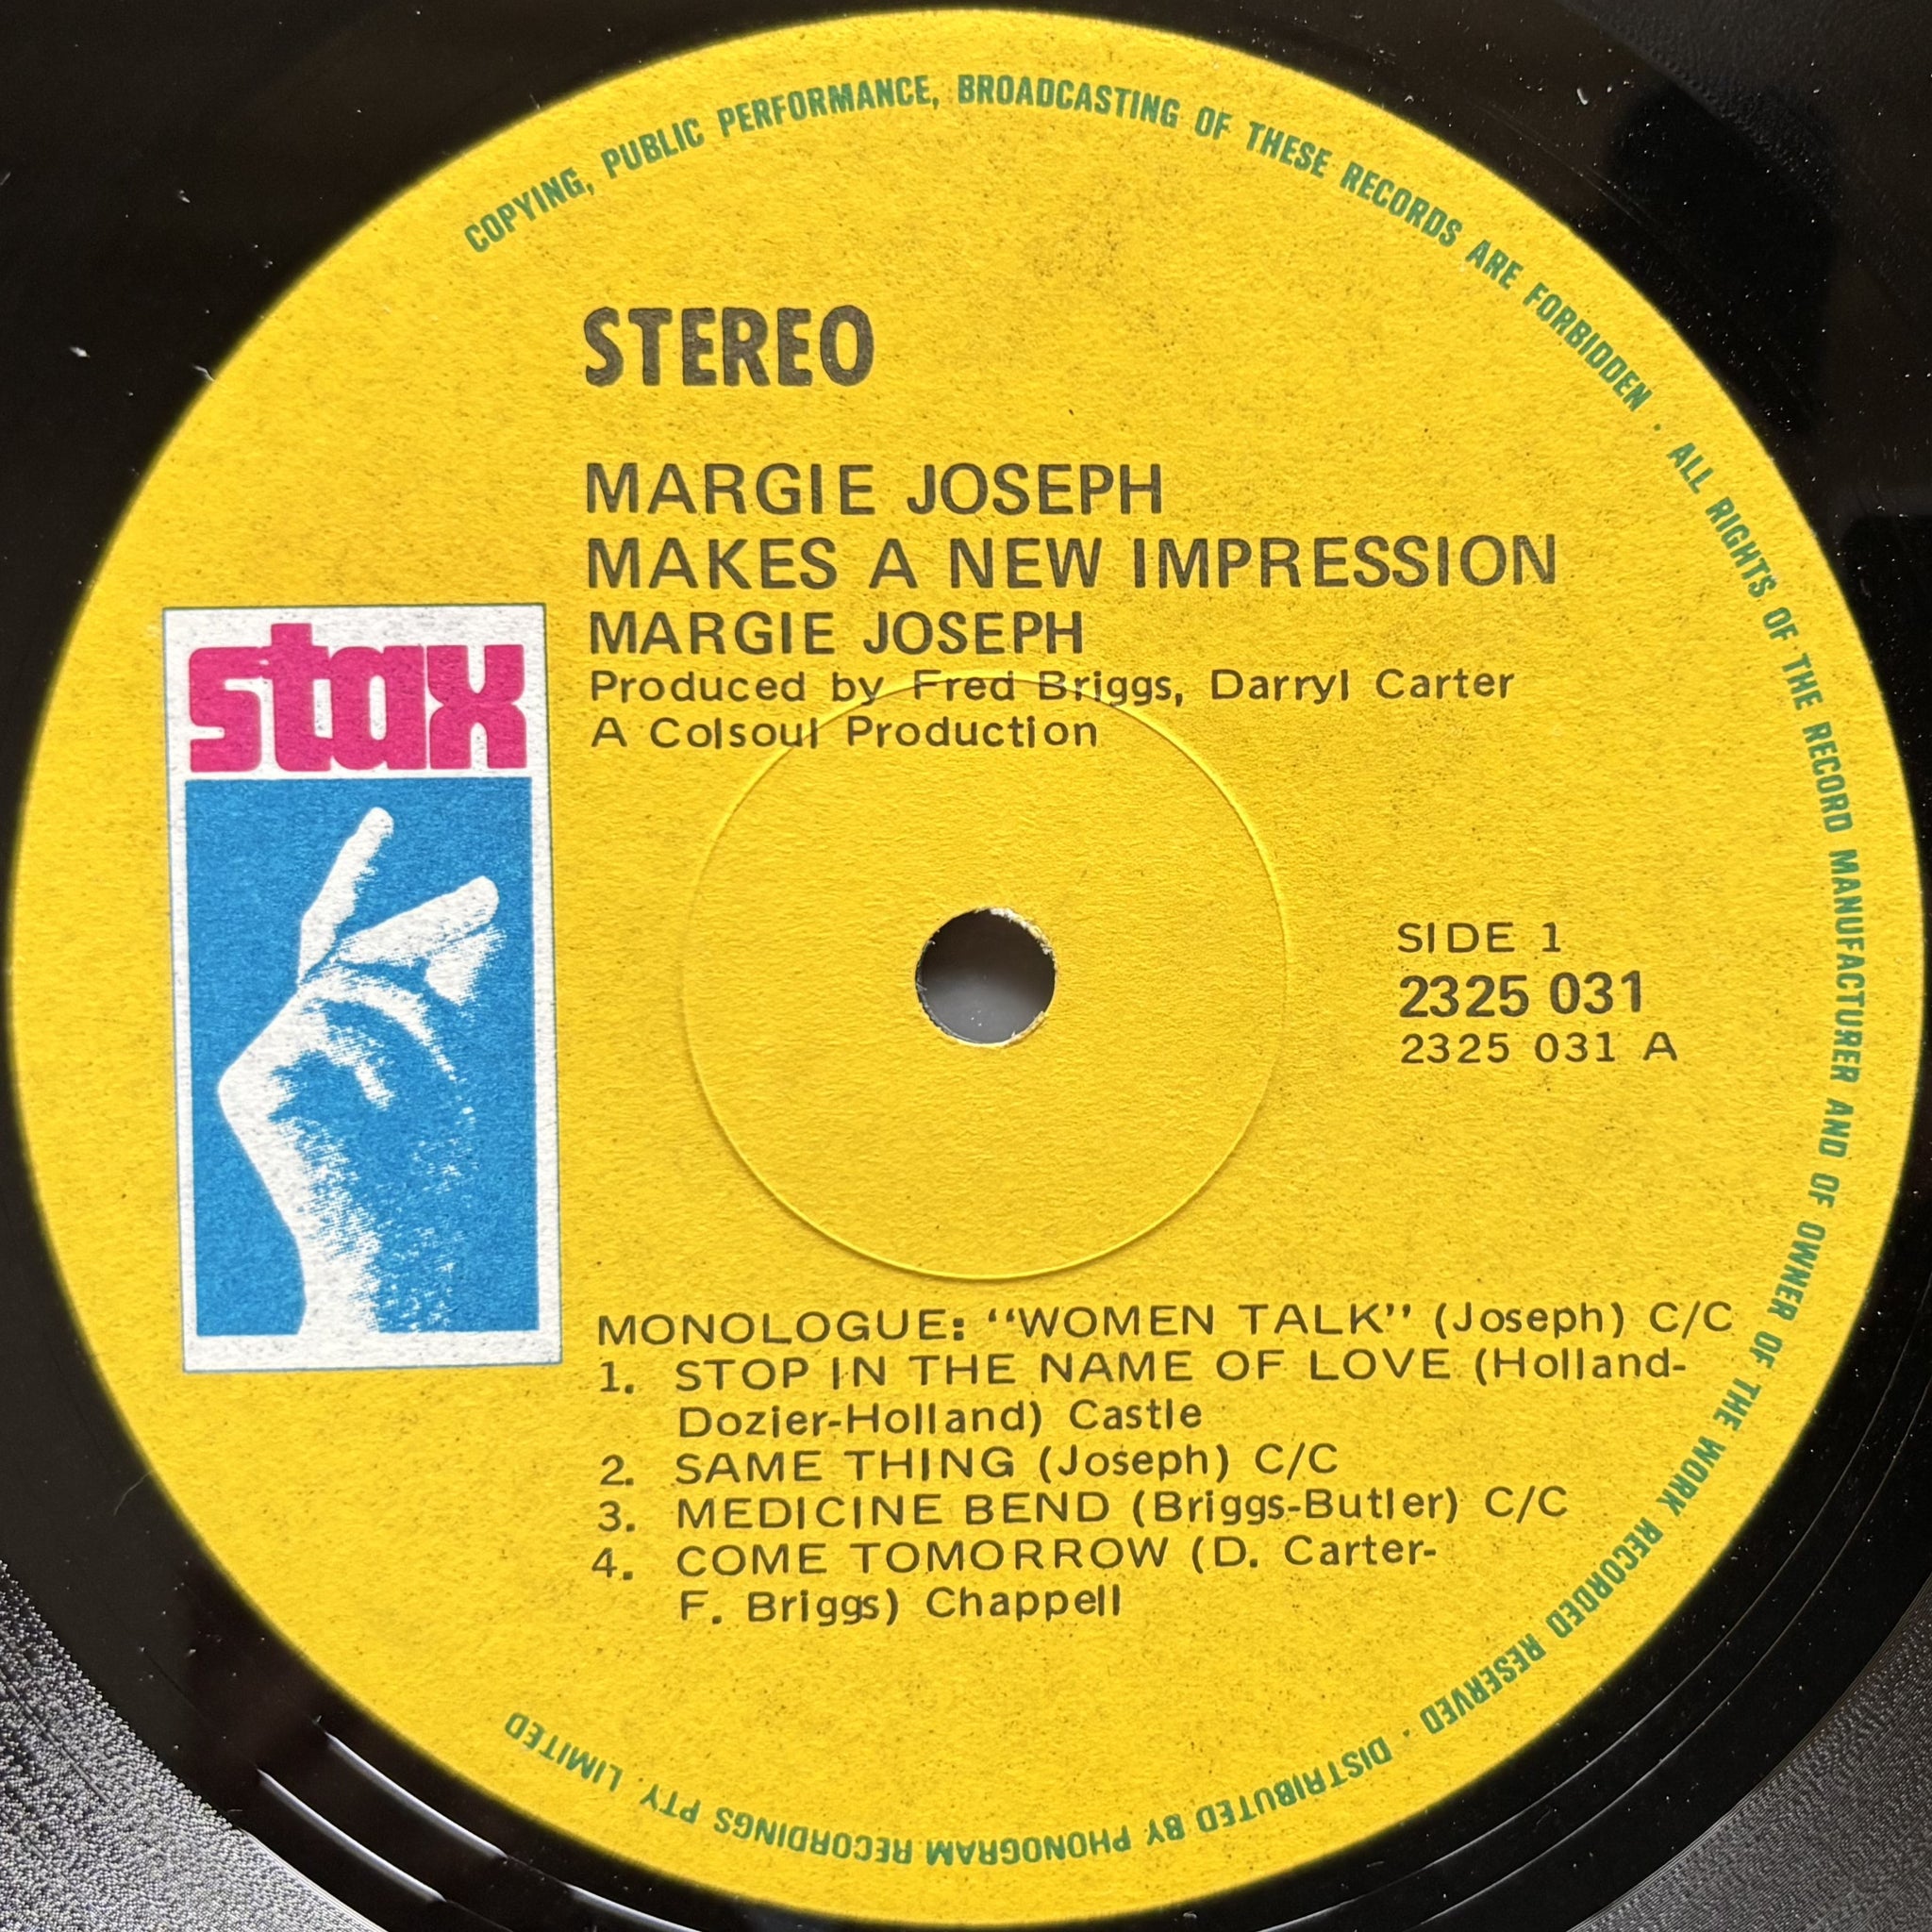 COPYING, PUBLIC PERFORMANCE, BROADCASTING OF THESE RECORDS ARE FORBIDDEN · ALL RIGHTS OF THE RECORD MANUFACTURER AND OF OWNER OF THE WORK RECORDED RESERVED · DISTRIBUTED BY PHONOGRAM RECORDINGS PTY. LIMITED
STEREO
MARGIE JOSEPH
MAKES A NEW IMPRESSION
MARGIE JOSEPH
Produced by Fred Briggs, Darryl Carter
A Colsoul Production
stax
SIDE 1
2325 031
2325 031 A
MONOLOGUE: “WOMEN TALK” (Joseph) C/C
1. STOP IN THE NAME OF LOVE (Holland-
Dozier-Holland) Castle
2. SAME THING (Joseph) C/C
3. MEDICINE BEND (Briggs-Butler) C/C
4. COME TOMORROW (D. Carter-
F. Briggs) Chappell